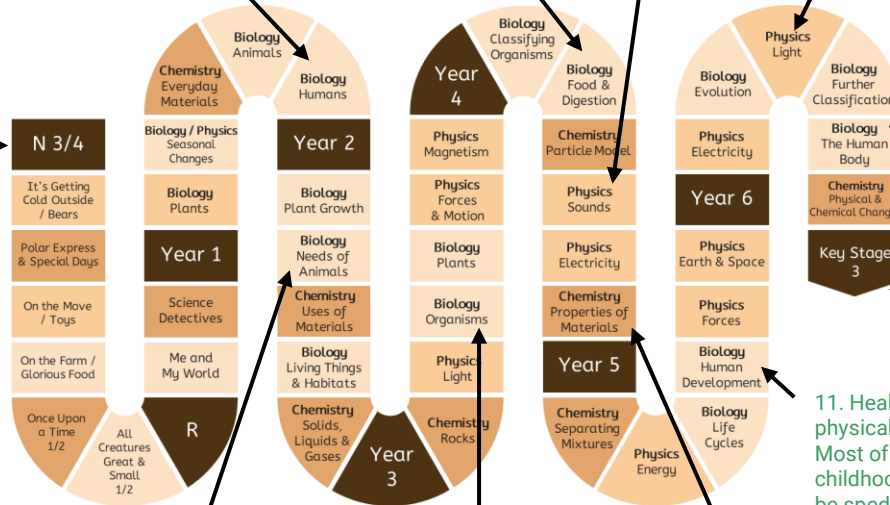 N 3/4
It's Getting
Cold Outside
/ Bears
Polar Express
& Special Days
On the Move
/ Toys
On the Farm /
Glorious Food
Once Upon
a Time
1/2
All
Creatures
Great &
Small
1/2
R
Me and
My World
Science
Detectives
Year 1
Biology
Plants
Biology / Physics
Seasonal
Changes
Chemistry
Everyday
Materials
Biology
Animals
Biology
Humans
Year 2
Biology
Plant Growth
Biology
Needs of
Animals
Chemistry
Uses of
Materials
Biology
Living Things
& Habitats
Chemistry
Solids,
Liquids &
Gases
Year
3
Chemistry
Rocks
Physics
Light
Biology
Organisms
Biology
Plants
Physics
Forces
& Motion
Physics
Magnetism
Year
4
Biology
Classifying
Organisms
Biology
Food &
Digestion
Chemistry
Particle Model
Physics
Sounds
Physics
Electricity
Chemistry
Properties of
Materials
Year 5
Chemistry
Separating
Mixtures
Physics
Energy
Biology
Life
Cycles
Biology
Human
Development
Physics
Forces
Physics
Earth & Space
Year 6
Physics
Electricity
Biology
Evolution
Physics
Light
Biology
Further
Classification
Biology
The Human
Body
Chemistry
Physical &
Chemical Chang
Key Stage
3
11. Heal
physical
Most of
childhoo
be sped